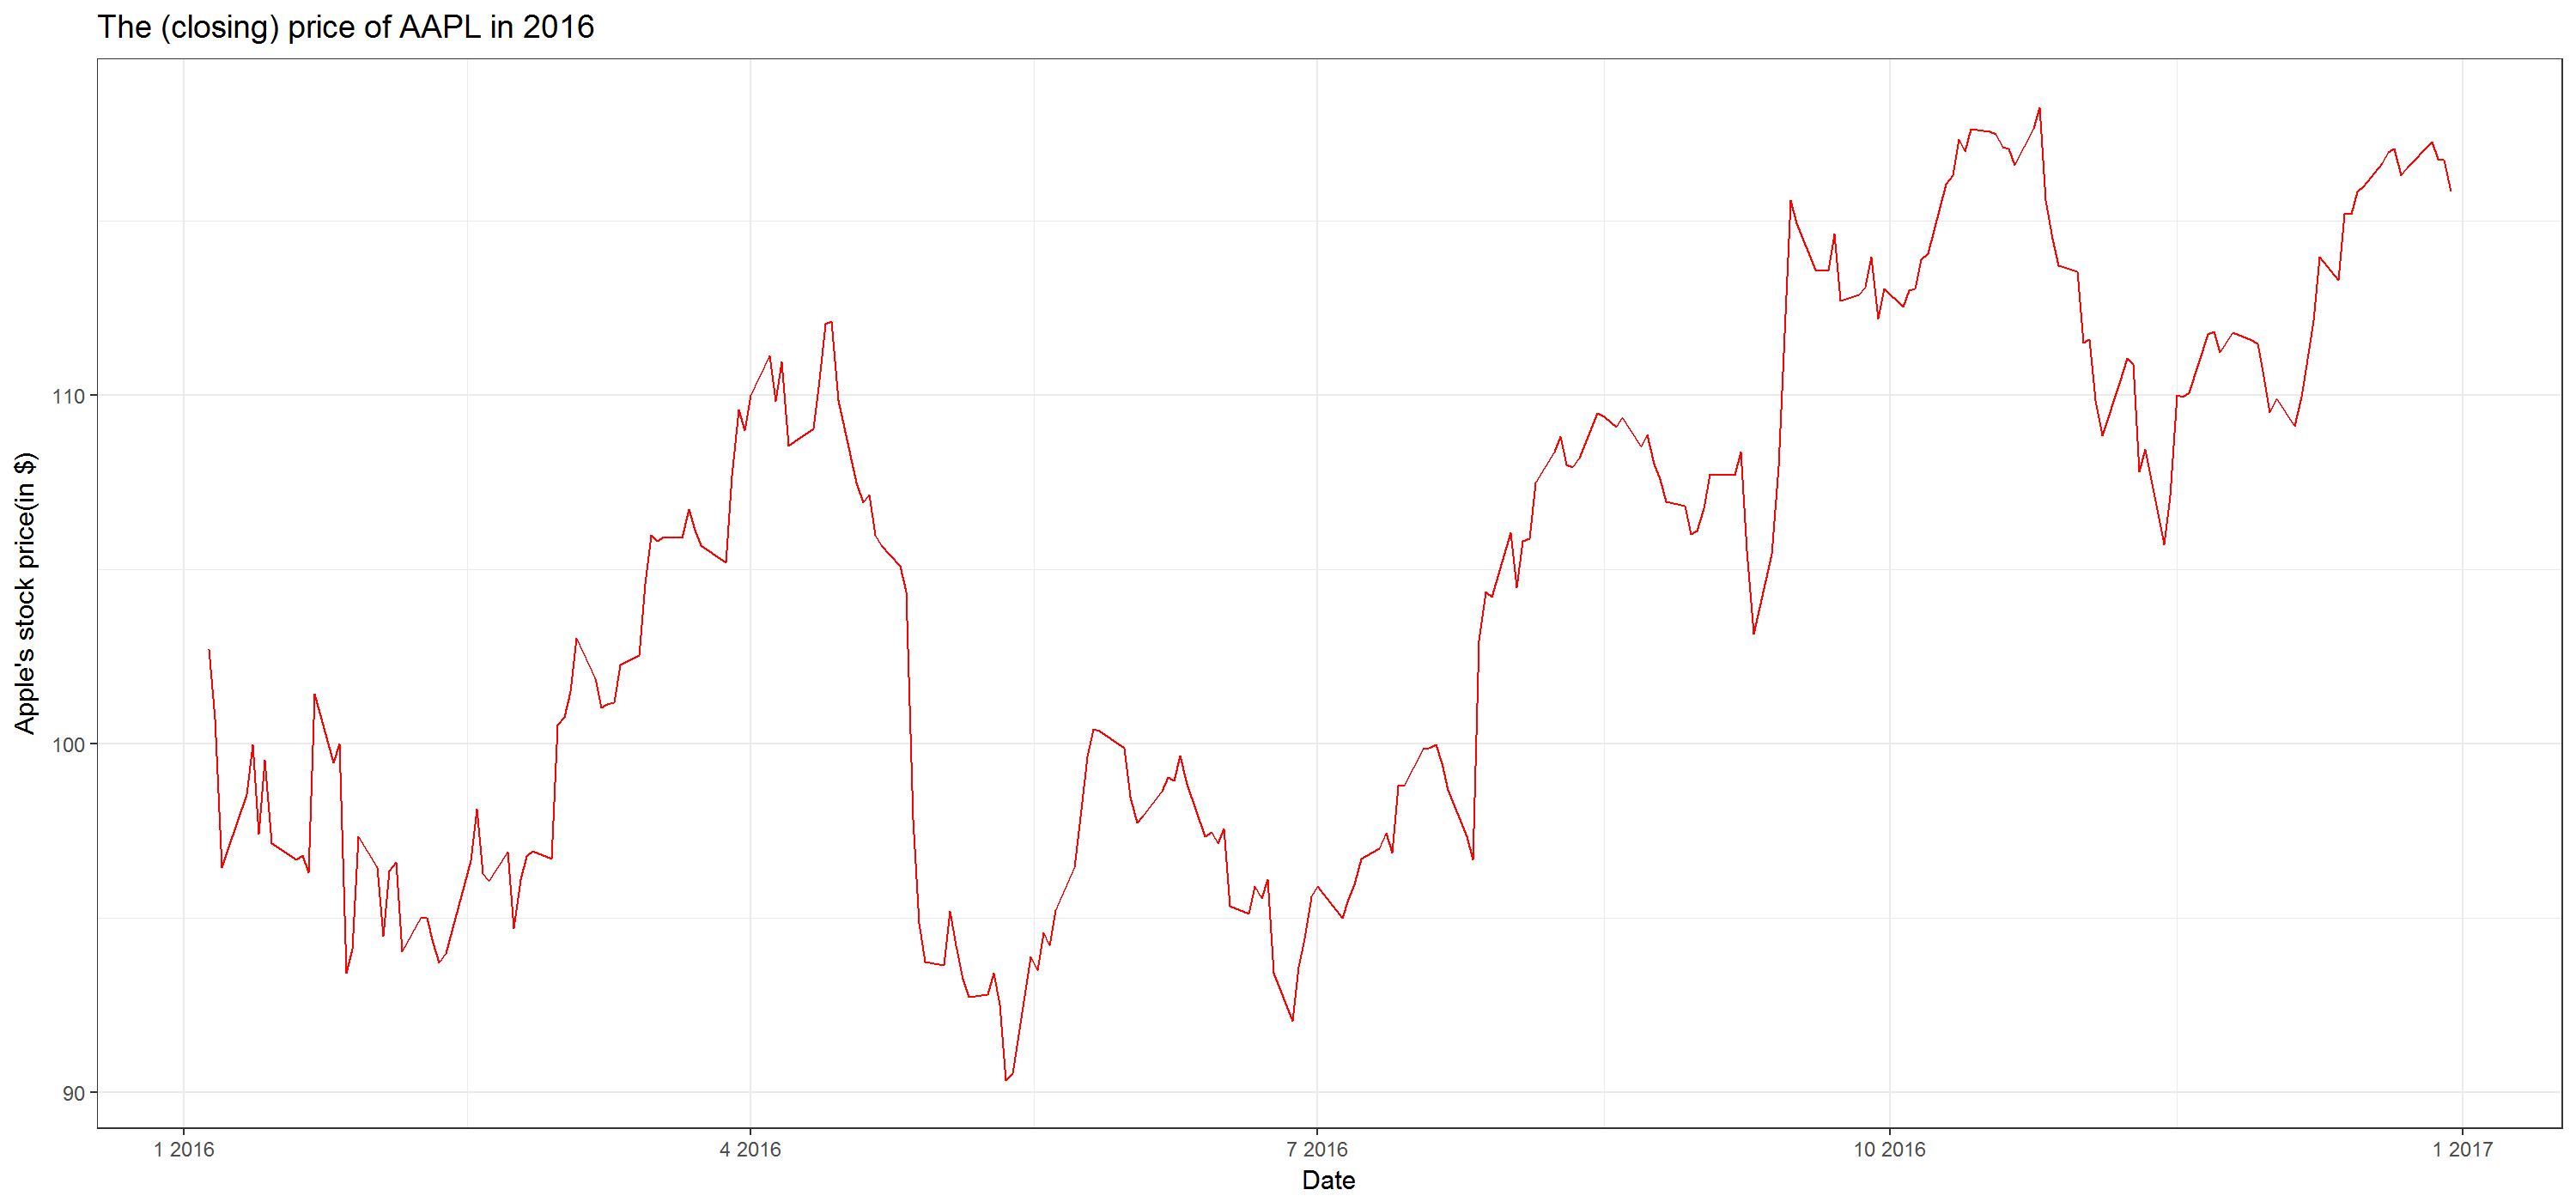 The (closing) price of AAPL in 2016
Apple's stock price(in $)
110
100
90
1 2016
4 2016
7 2016
10 2016
1 2017
Date